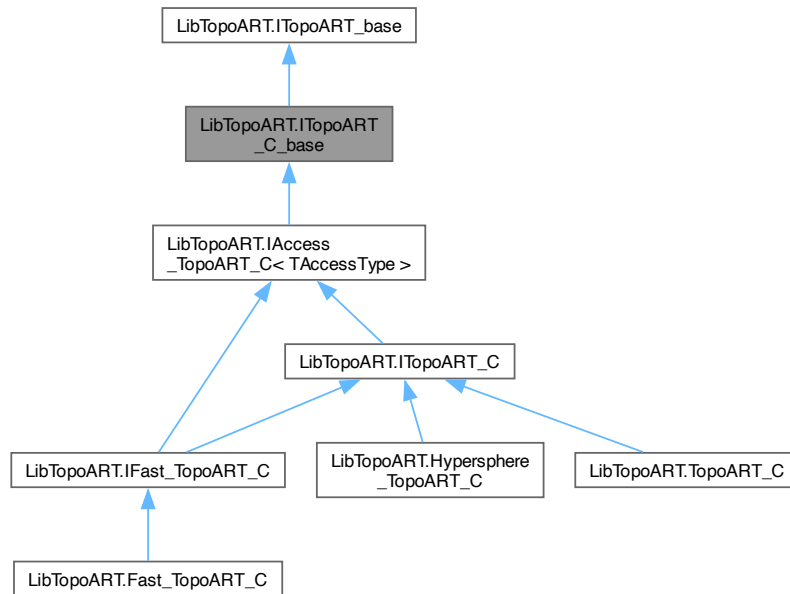 LibTopoART.ITopoART_base
LibTopoART.ITopoART
_C_base
LibTopoART.IAccess
_TopoART_C< TAccessType >
LibTopoART.ITopoART_C
LibTopoART.IFast_TopoART_C
LibTopoART.Hypersphere
_TopoART_C
LibTopoART.TopoART_C
LibTopoART.Fast_TopoART_C